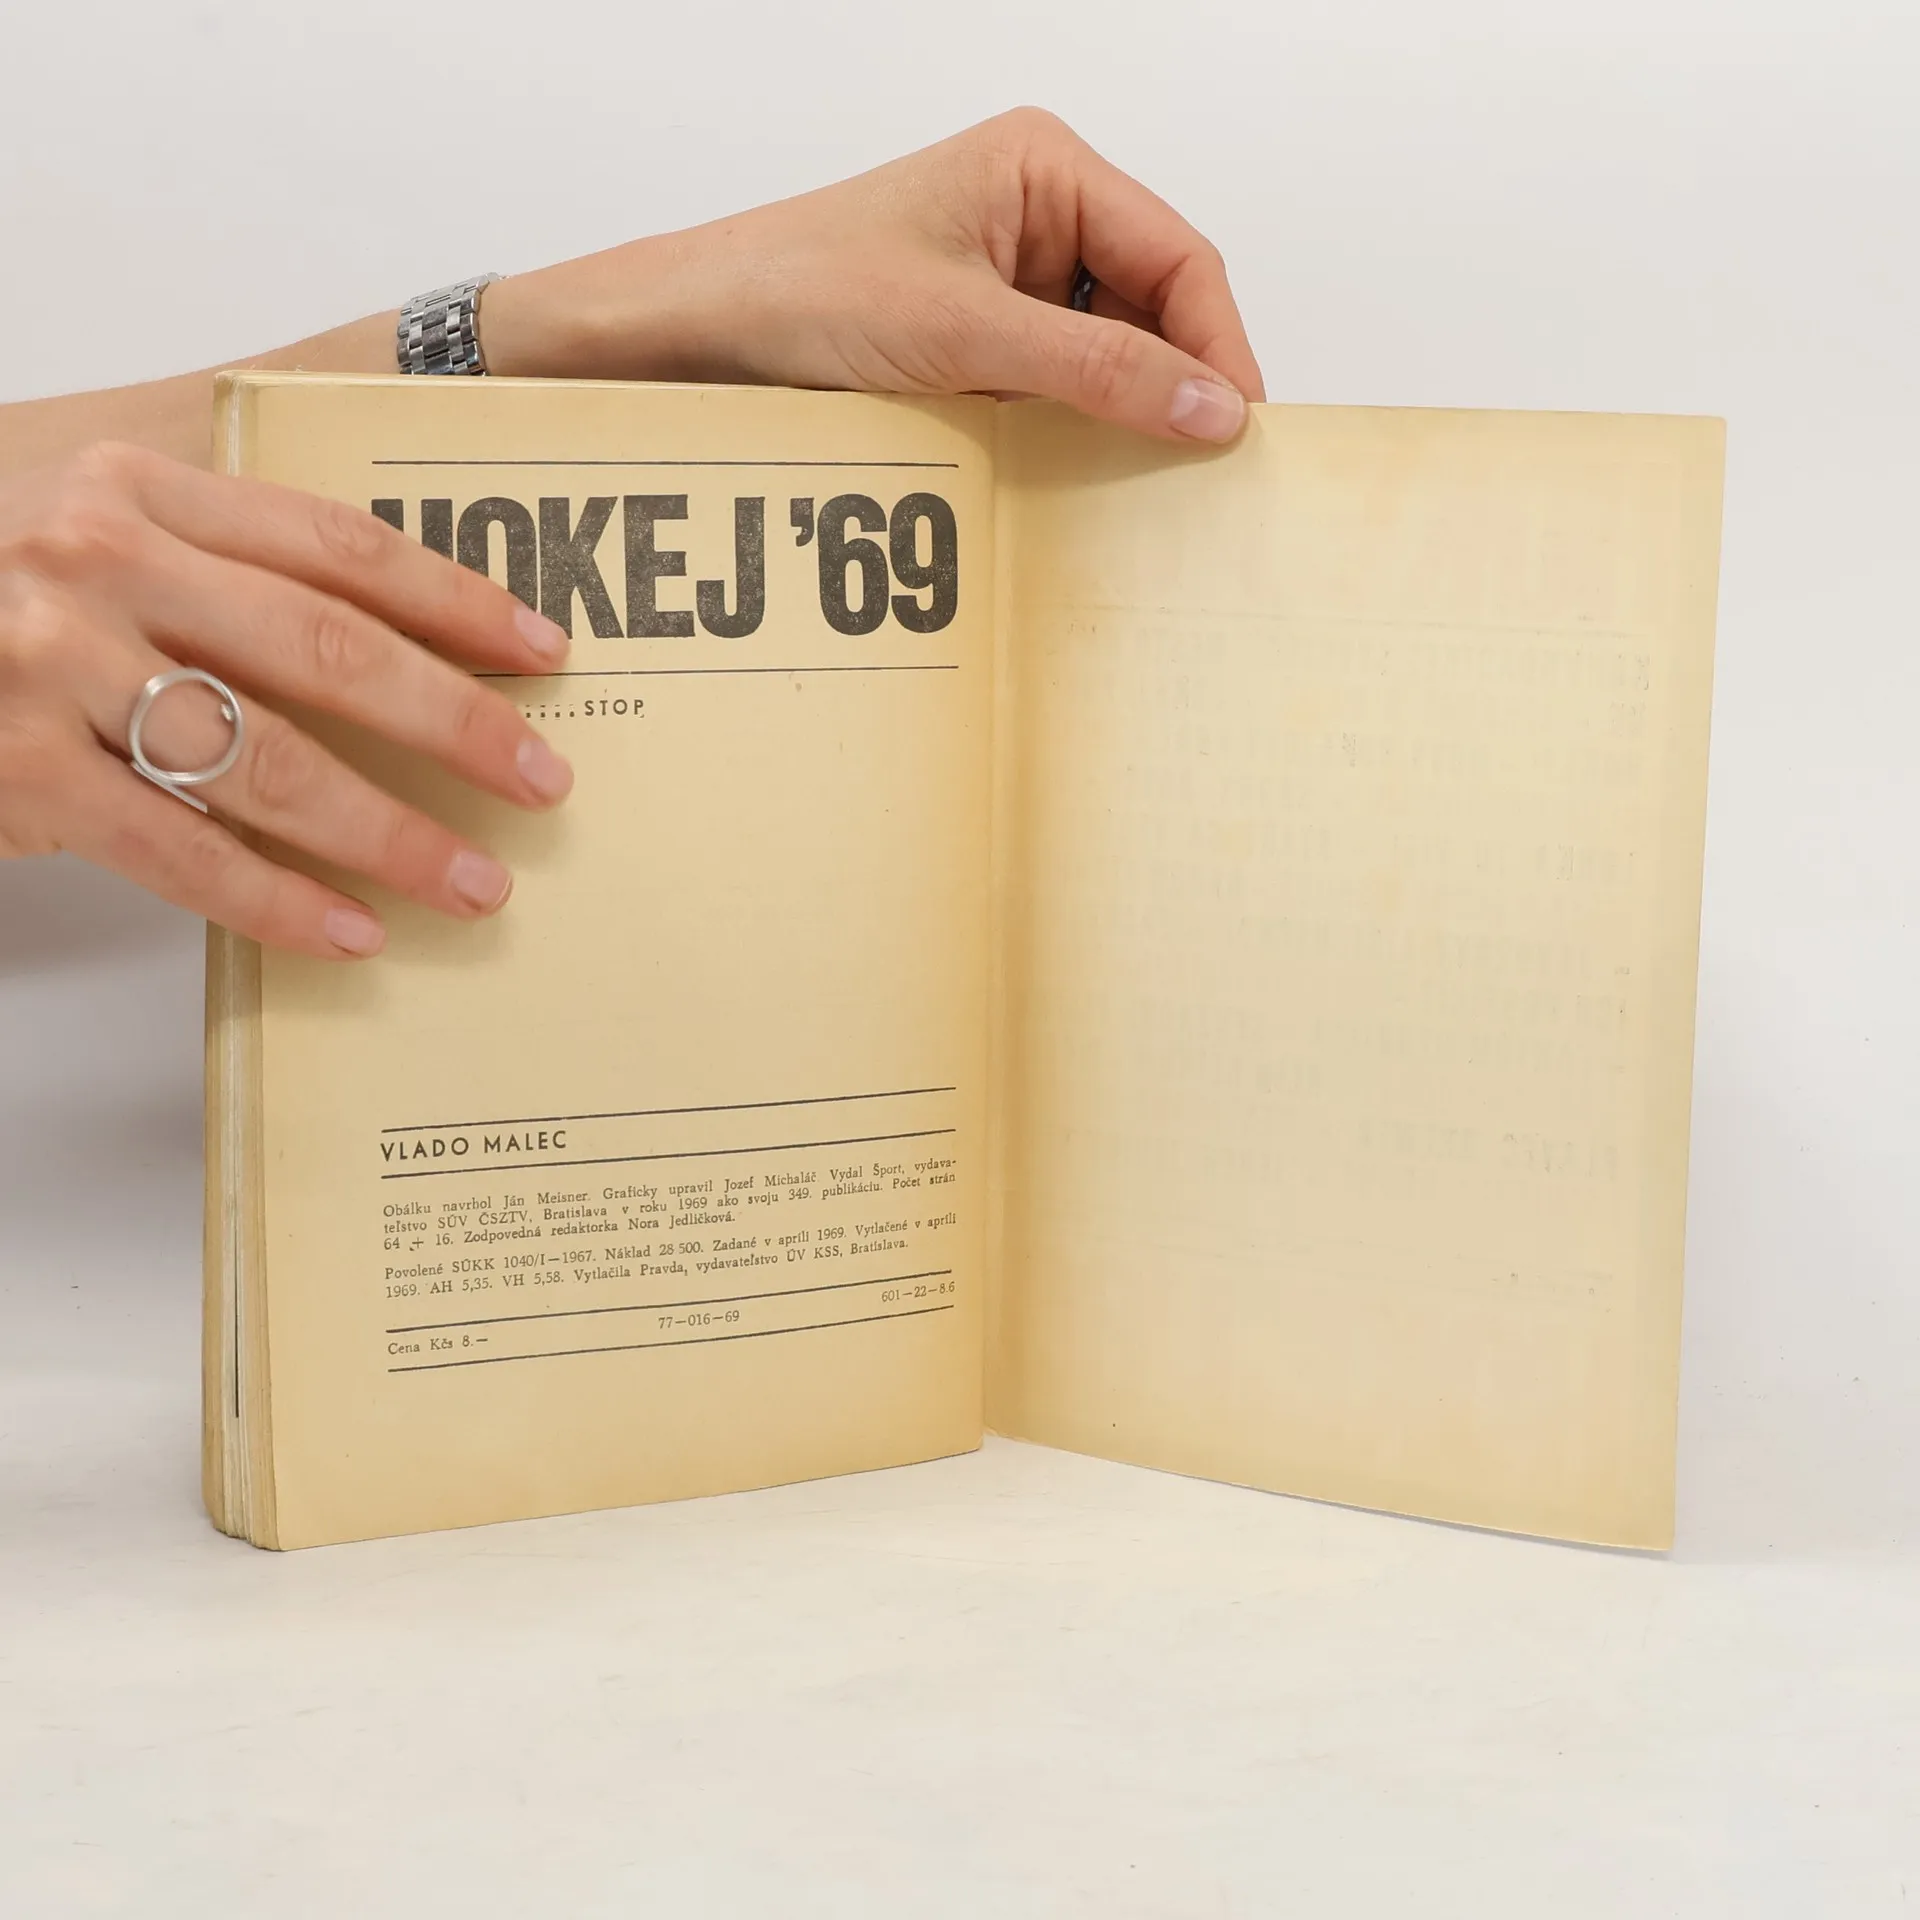 HOKEJ '69
STOP
VLADO MALEC
Obálku navrhol Ján Meisner. Graficky upravil Jozef Michaláč. Vydal Šport, vydava-
teľstvo SÚV ČSZTV, Bratislava v roku 1969 ako svoju 349. publikáciu. Počet strán
64 + 16. Zodpovedná redaktorka Nora Jedličková.
Povolené SÚKK 1040/I—1967. Náklad 28 500. Zadané v apríli 1969. Vytlačené v apríli
1969. AH 5,35. VH 5,58. Vytlačila Pravda, vydavateľstvo ÚV KSS, Bratislava.
601—22—8.6
77—016—69
Cena Kčs 8.—